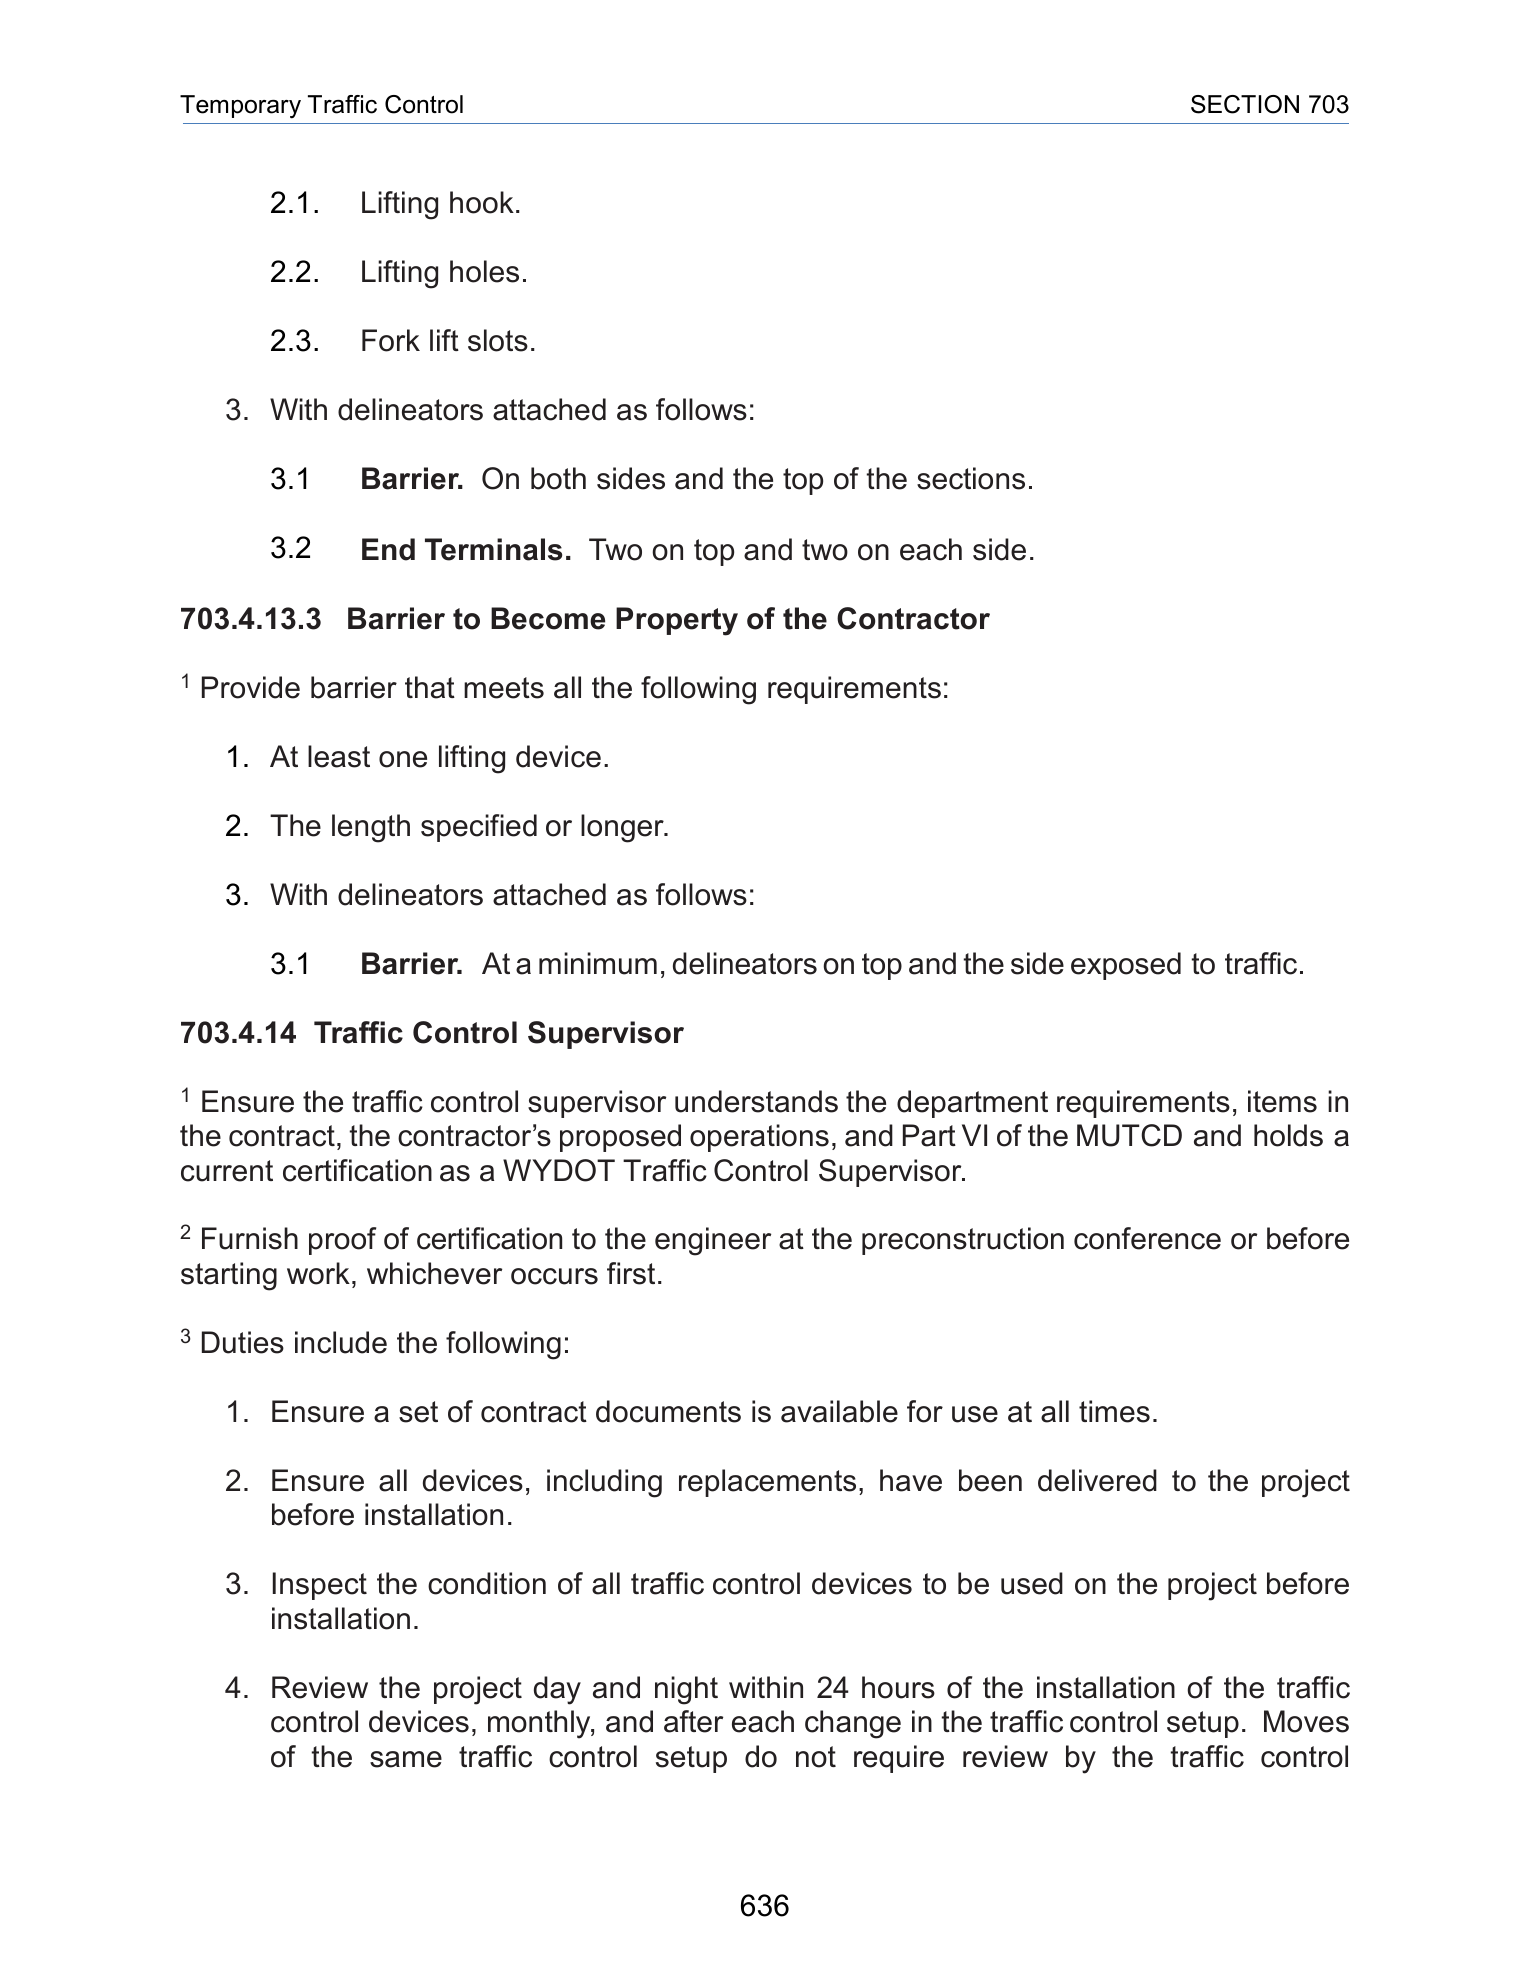 Temporary Traffic Control SECTION 703
2.1. Lifting hook.
2.2. Lifting holes.
2.3. Fork lift slots.
3. With delineators attached as follows:
3.1 Barrier. On both sides and the top of the sections.
3.2 End Terminals. Two on top and two on each side.
703.4.13.3 Barrier to Become Property of the Contractor
1 Provide barrier that meets all the following requirements:
1. At least one lifting device.
2. The length specified or longer.
3. With delineators attached as follows:
3.1 Barrier. At a minimum, delineators on top and the side exposed to traffic.
703.4.14 Traffic Control Supervisor
1 Ensure the traffic control supervisor understands the department requirements, items in
the contract, the contractor’s proposed operations, and Part VI of the MUTCD and holds a
current certification as a WYDOT Traffic Control Supervisor.
2 Furnish proof of certification to the engineer at the preconstruction conference or before
starting work, whichever occurs first.
3 Duties include the following:
1. Ensure a set of contract documents is available for use at all times.
2. Ensure all devices, including replacements, have been delivered to the project
before installation.
3. Inspect the condition of all traffic control devices to be used on the project before
installation.
4. Review the project day and night within 24 hours of the installation of the traffic
control devices, monthly, and after each change in the traffic control setup. Moves
of the same traffic control setup do not require review by the traffic control
636